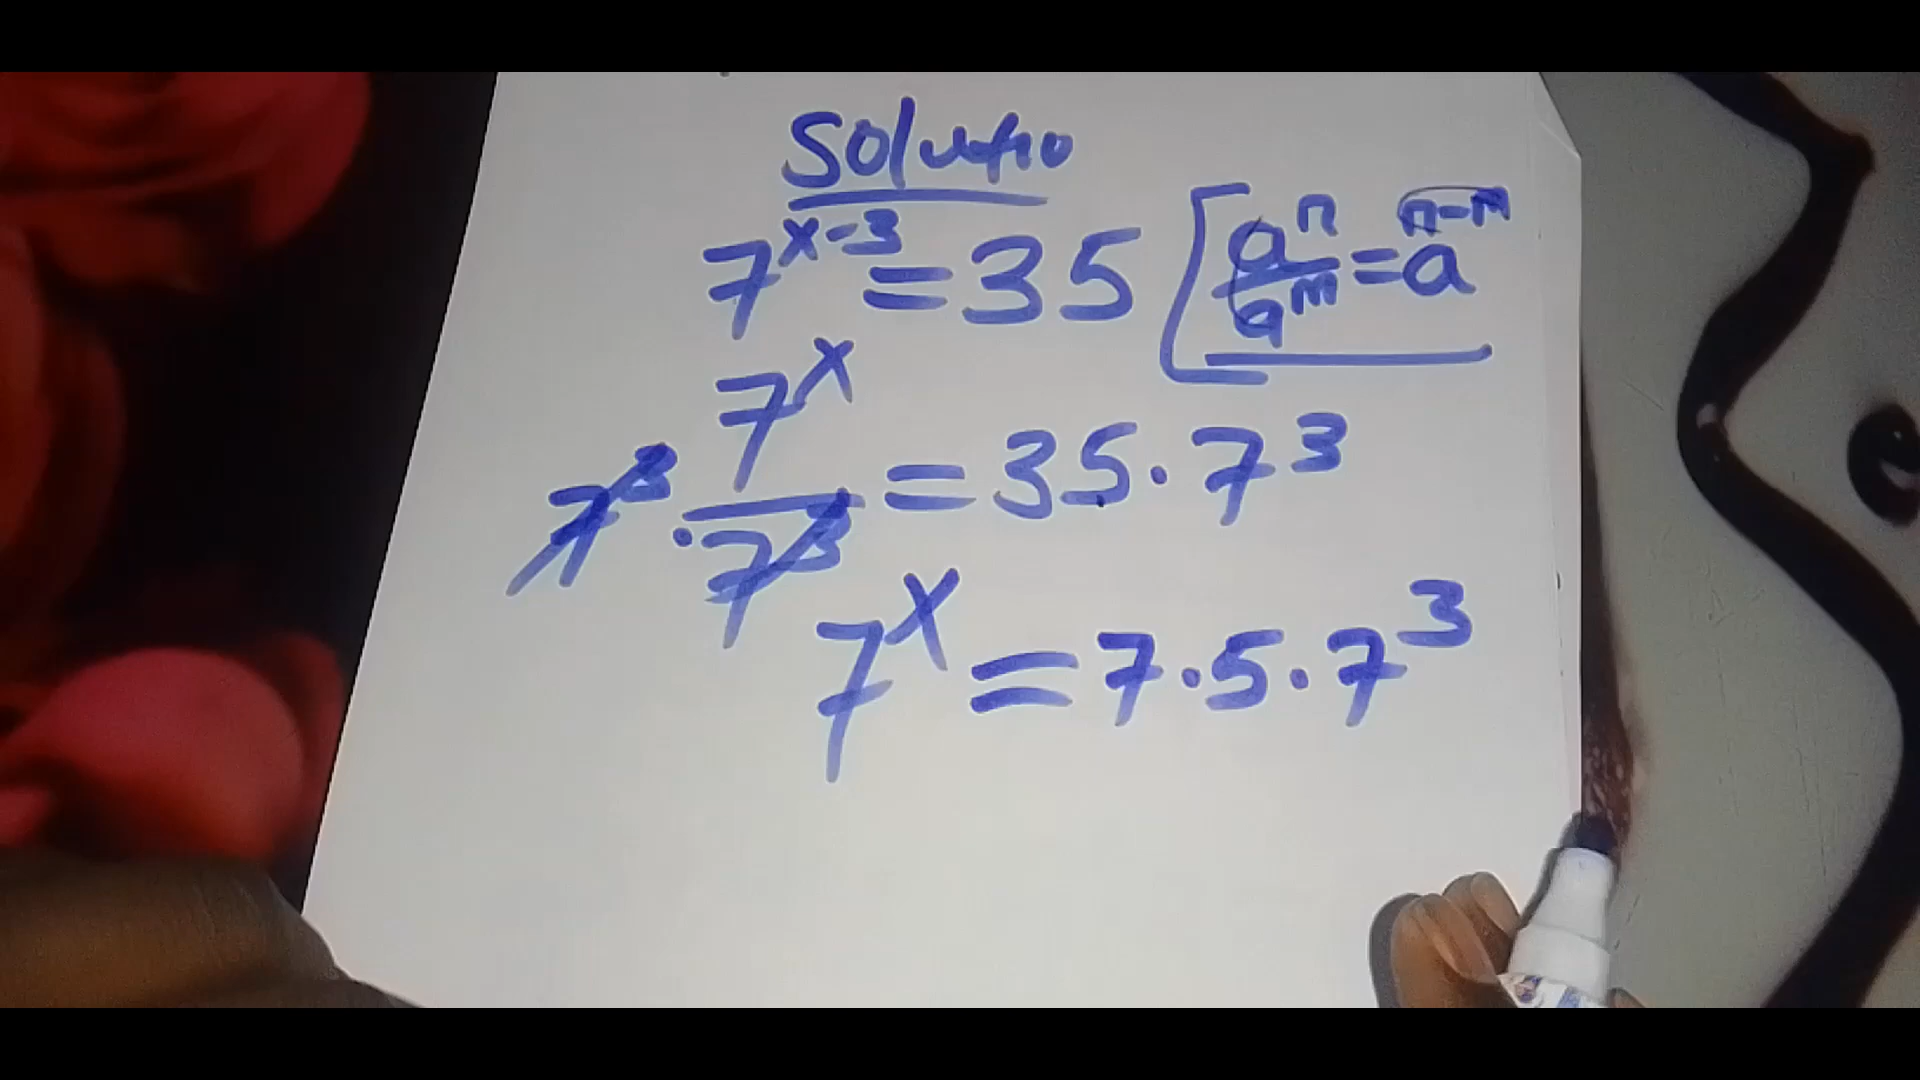 Solutio
7^{x-3} = 35 [a^n/a^m = a^{n-m}
7^3 · 7^x/7^3 = 35 · 7^3
7^x = 7 · 5 · 7^3